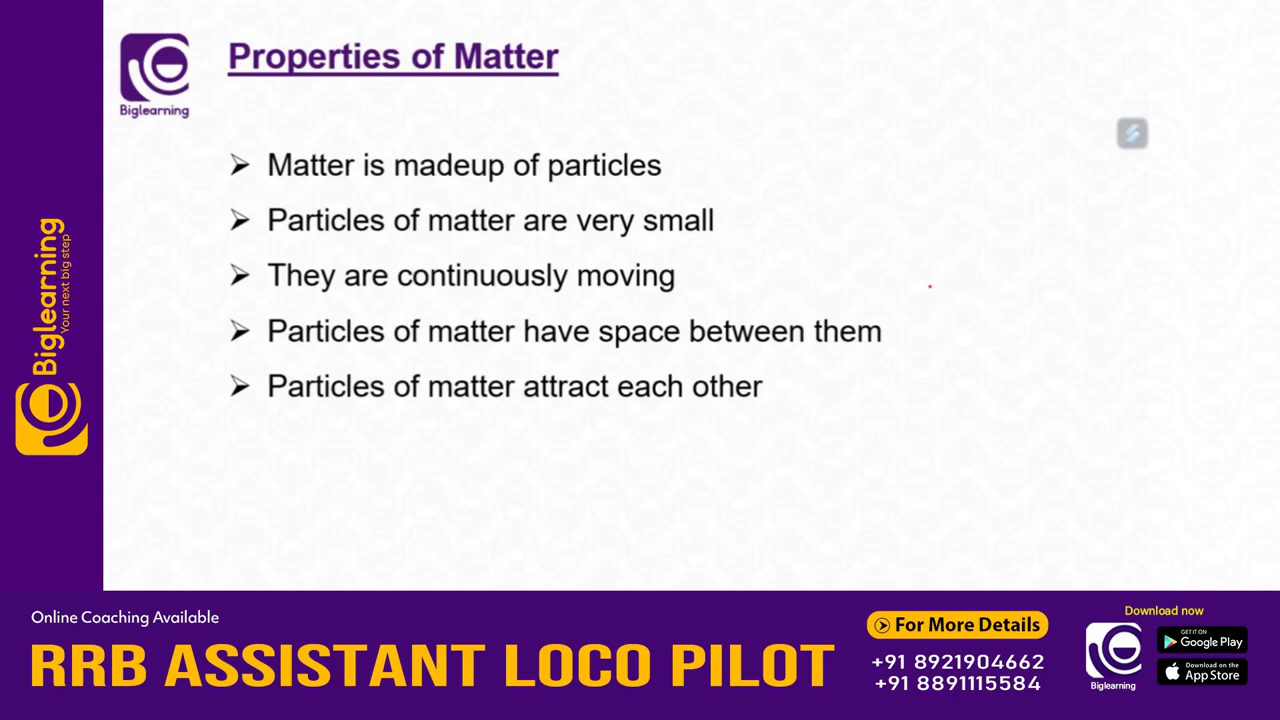 Biglearning
Properties of Matter
Matter is madeup of particles
Particles of matter are very small
They are continuously moving
Particles of matter have space between them
Particles of matter attract each other
Biglearning
Your next big step
Online Coaching Available
RRB ASSISTANT LOCO PILOT
For More Details
+91 8921904662
+91 8891115584
Download now
Biglearning
GET IT ON
Google Play
Download on the
App Store